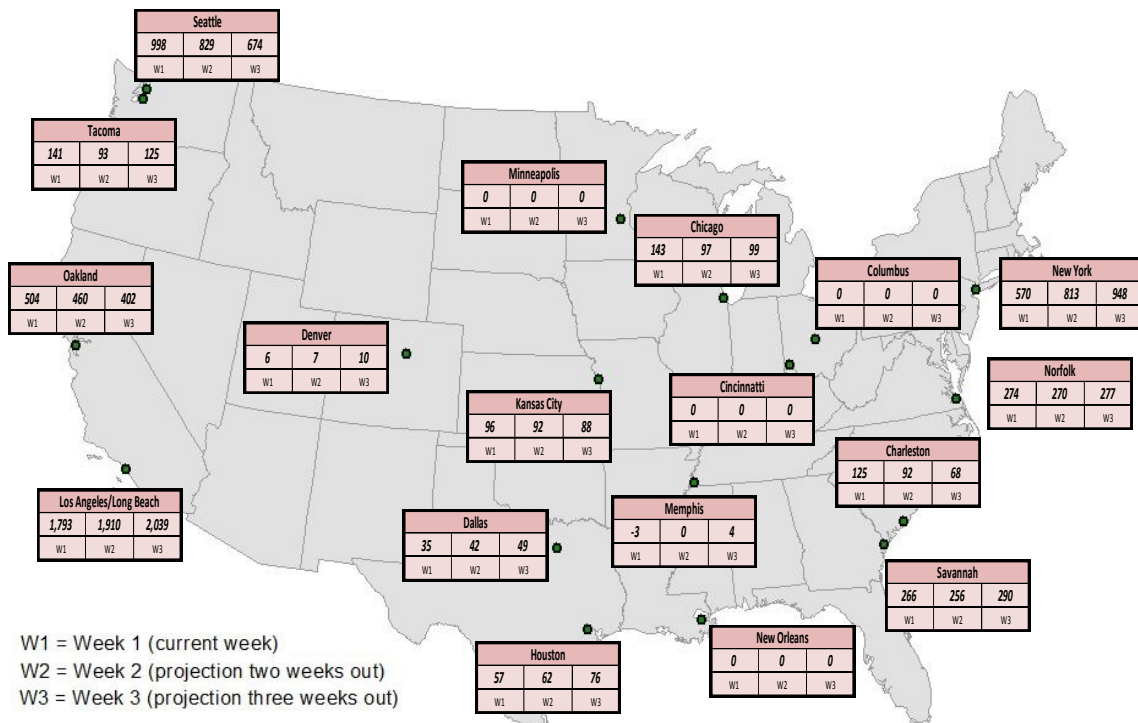 Seattle
998 829 674
W1 W2 W3
Tacoma
141 93 125
W1 W2 W3
Minneapolis
0 0 0
W1 W2 W3
Chicago
143 97 99
W1 W2 W3
Oakland
504 460 402
W1 W2 W3
Columbus
0 0 0
W1 W2 W3
New York
570 813 948
W1 W2 W3
Denver
6 7 10
W1 W2 W3
Cincinnatti
0 0 0
W1 W2 W3
Norfolk
274 270 277
W1 W2 W3
Kansas City
96 92 88
W1 W2 W3
Charleston
125 92 68
W1 W2 W3
Los Angeles/Long Beach
1,793 1,910 2,039
W1 W2 W3
Dallas
35 42 49
W1 W2 W3
Memphis
-3 0 4
W1 W2 W3
Savannah
266 256 290
W1 W2 W3
New Orleans
0 0 0
W1 W2 W3
Houston
57 62 76
W1 W2 W3
W1 = Week 1 (current week)
W2 = Week 2 (projection two weeks out)
W3 = Week 3 (projection three weeks out)